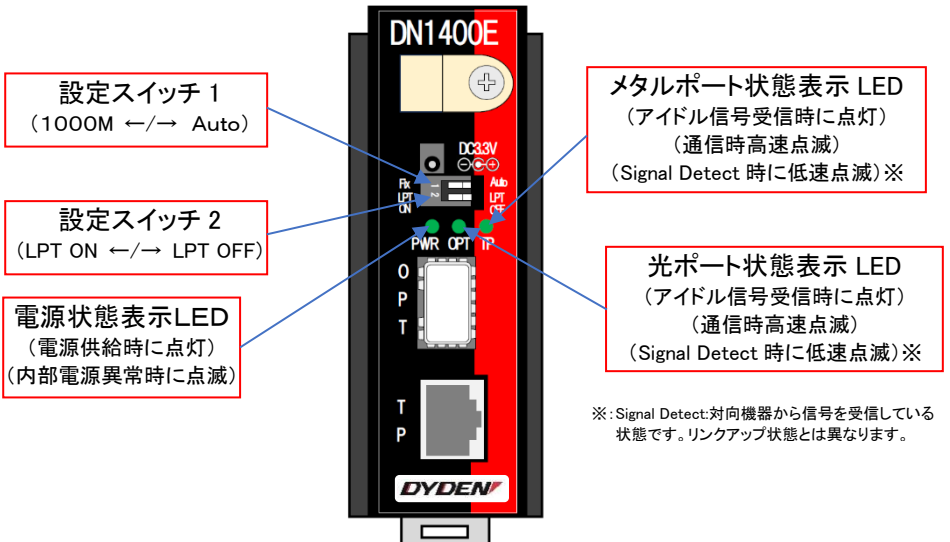 DN1400E
設定スイッチ 1
(1000M ←/→ Auto)
設定スイッチ 2
(LPT ON ←/→ LPT OFF)
電源状態表示LED
(電源供給時に点灯)
(内部電源異常時に点滅)
メタルポート状態表示 LED
(アイドル信号受信時に点灯)
(通信時高速点滅)
(Signal Detect 時に低速点滅)※
光ポート状態表示 LED
(アイドル信号受信時に点灯)
(通信時高速点滅)
(Signal Detect 時に低速点滅)※
※:Signal Detect:対向機器から信号を受信している
状態です。リンクアップ状態とは異なります。
DC3.3V
Fix 1 Auto
LPT 2 LPT
ON OFF
PWR OPT TP
O
P
T
T
P
DYDEN